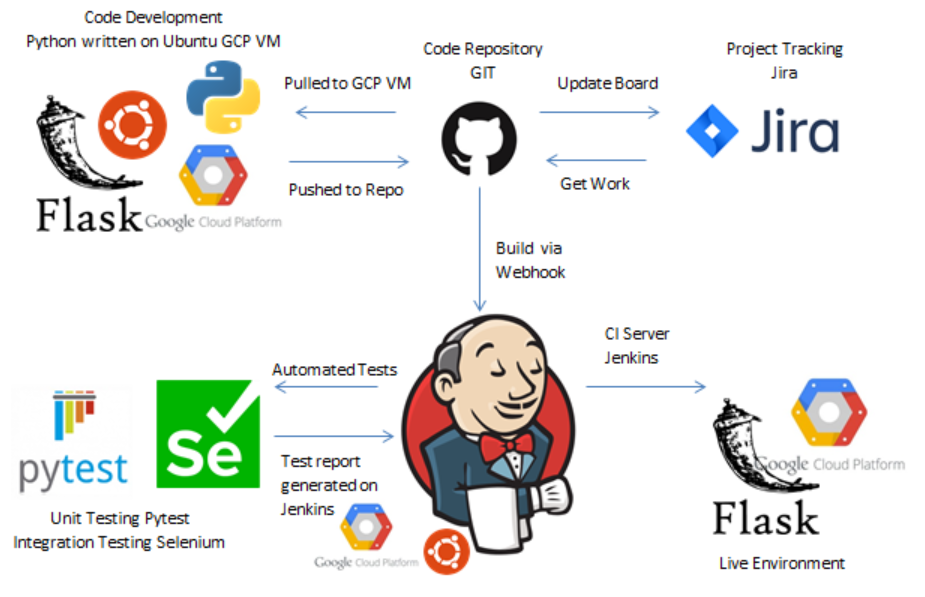 Code Development
Python written on Ubuntu GCP VM
Flask
Google Cloud Platform
Pulled to GCP VM
Pushed to Repo
Code Repository
GIT
Update Board
Get Work
Project Tracking
Jira
Jira
Build via
Webhook
Automated Tests
Test report
generated on
Jenkins
Google Cloud Platform
pytest
Se
Unit Testing Pytest
Integration Testing Selenium
CI Server
Jenkins
Google Cloud Platform
Flask
Live Environment